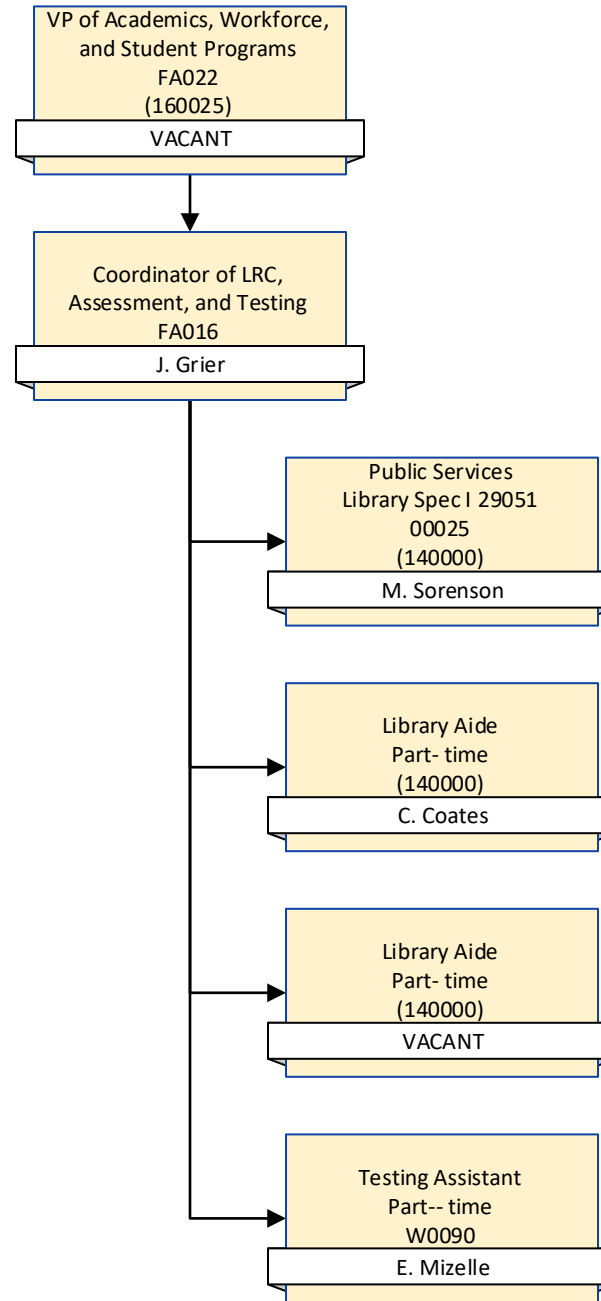 VP of Academics, Workforce,
and Student Programs
FA022
(160025)
VACANT
Coordinator of LRC,
Assessment, and Testing
FA016
J. Grier
Public Services
Library Spec I 29051
00025
(140000)
M. Sorenson
Library Aide
Part- time
(140000)
C. Coates
Library Aide
Part- time
(140000)
VACANT
Testing Assistant
Part-- time
W0090
E. Mizelle